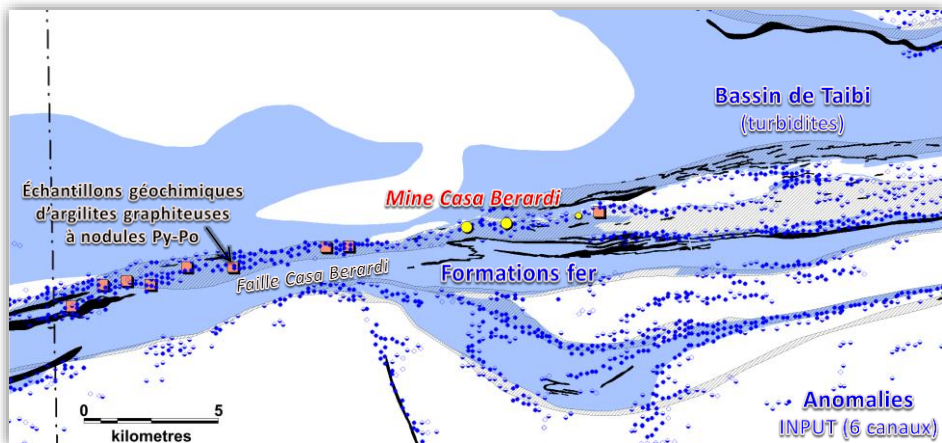 Bassin de Taibi
(turbidites)
Échantillons géochimiques
d'argilites graphiteuses
à nodules Py-Po
Mine Casa Berardi
Faille Casa Berardi
Formations fer
0 5
kilometres
Anomalies
INPUT (6 canaux)